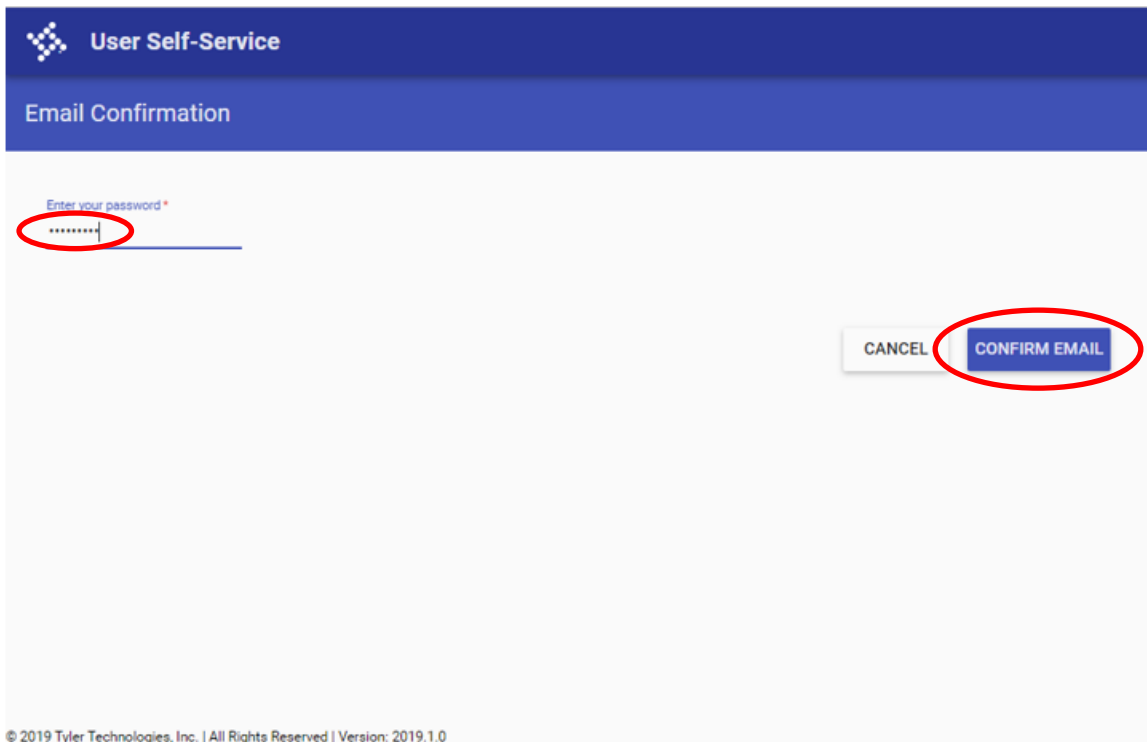 User Self-Service
Email Confirmation
Enter your password *
•••••••••
CANCEL CONFIRM EMAIL
© 2019 Tyler Technologies, Inc. | All Rights Reserved | Version: 2019.1.0